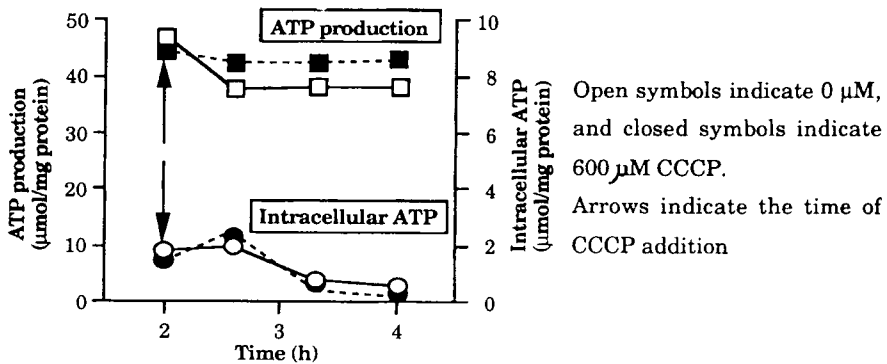 50
40
30
20
10
0
ATP production
(μmol/mg protein)
ATP production
Intracellular ATP
10
8
6
4
2
0
Intracellular ATP
(μmol/mg protein)
2
3
4
Time (h)
Open symbols indicate 0 μM,
and closed symbols indicate
600 μM CCCP.
Arrows indicate the time of
CCCP addition